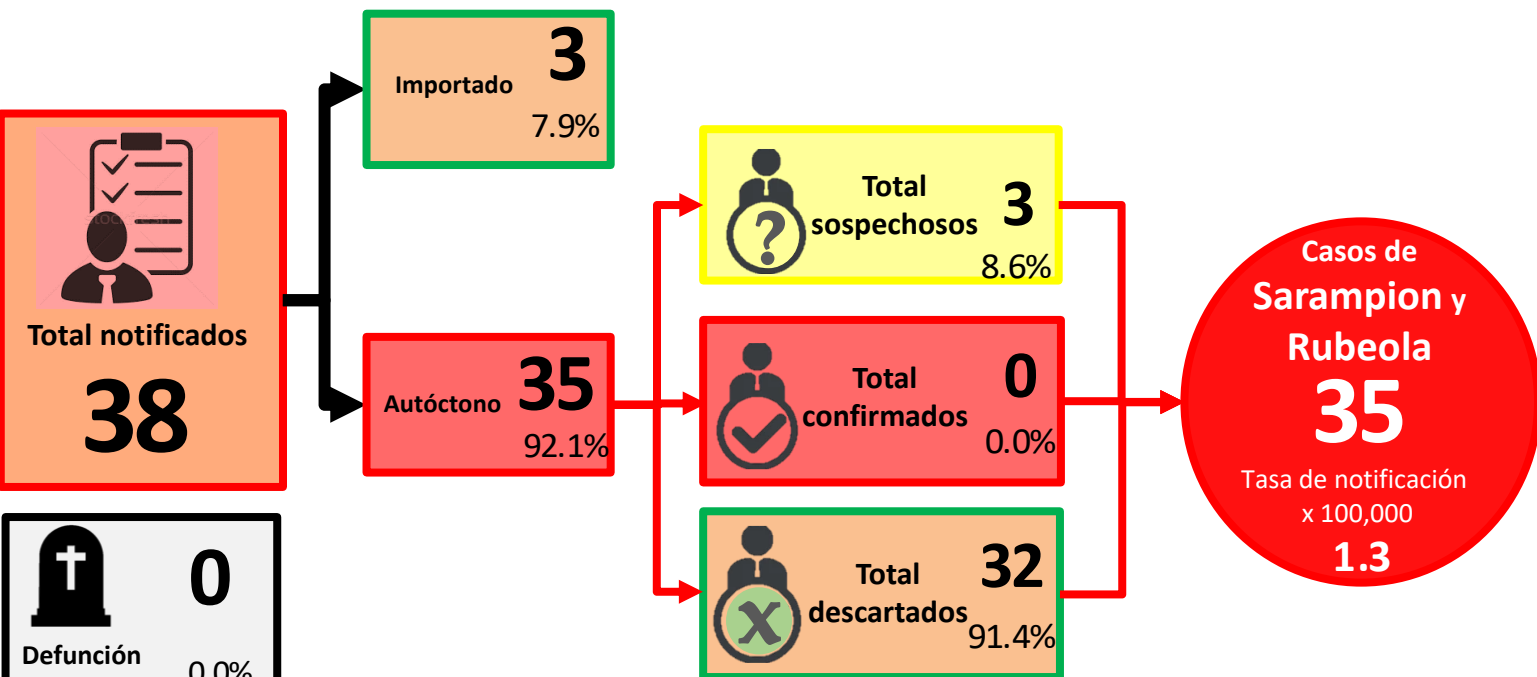 Total notificados
38
0
Defunción
0.0%
Importado
3
7.9%
Autóctono
35
92.1%
?
Total
sospechosos
3
8.6%
Total
confirmados
0
0.0%
X
Total
descartados
32
91.4%
Casos de
Sarampion y
Rubeola
35
Tasa de notificación
x 100,000
1.3